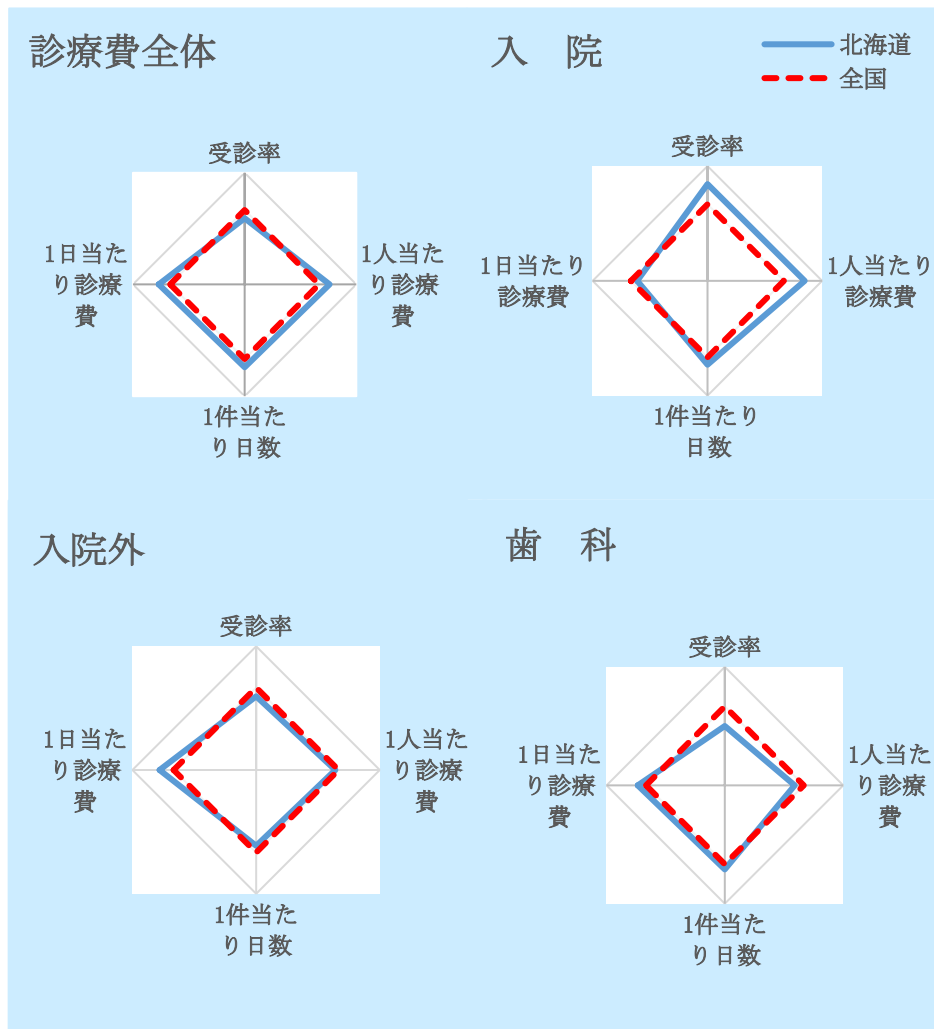 診療費全体
入　院
北海道
全国
受診率
1日当た
り診療
費
1人当た
り診療
費
1件当た
り日数
受診率
1日当たり
診療費
1人当たり
診療費
1件当たり
日数
入院外
歯　科
受診率
1日当た
り診療
費
1人当た
り診療
費
1件当た
り日数
受診率
1日当た
り診療
費
1人当た
り診療
費
1件当た
り日数